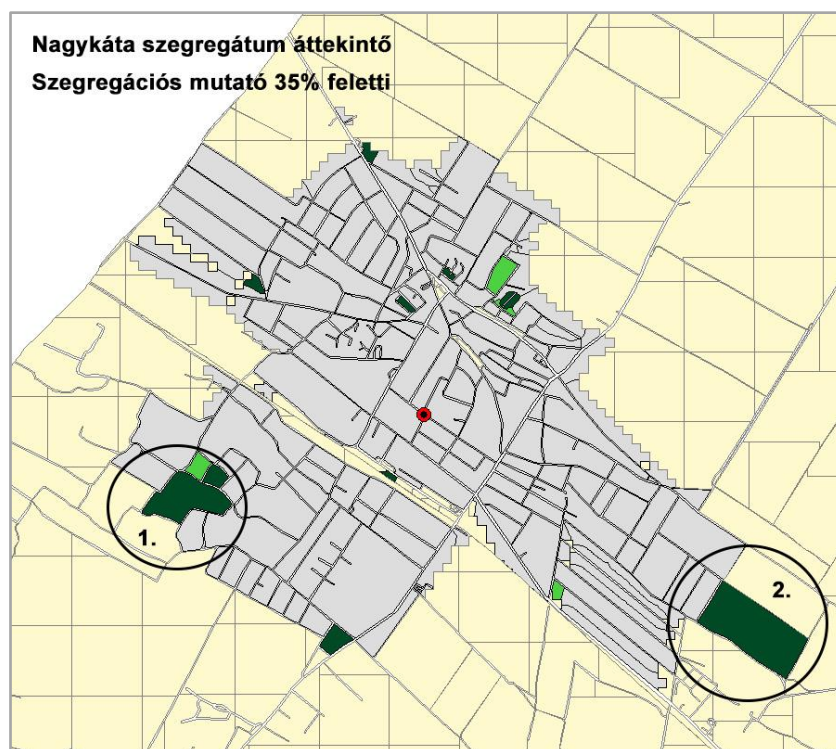 Nagykáta szegregátum áttekintő
Szegregációs mutató 35% feletti
1.
2.